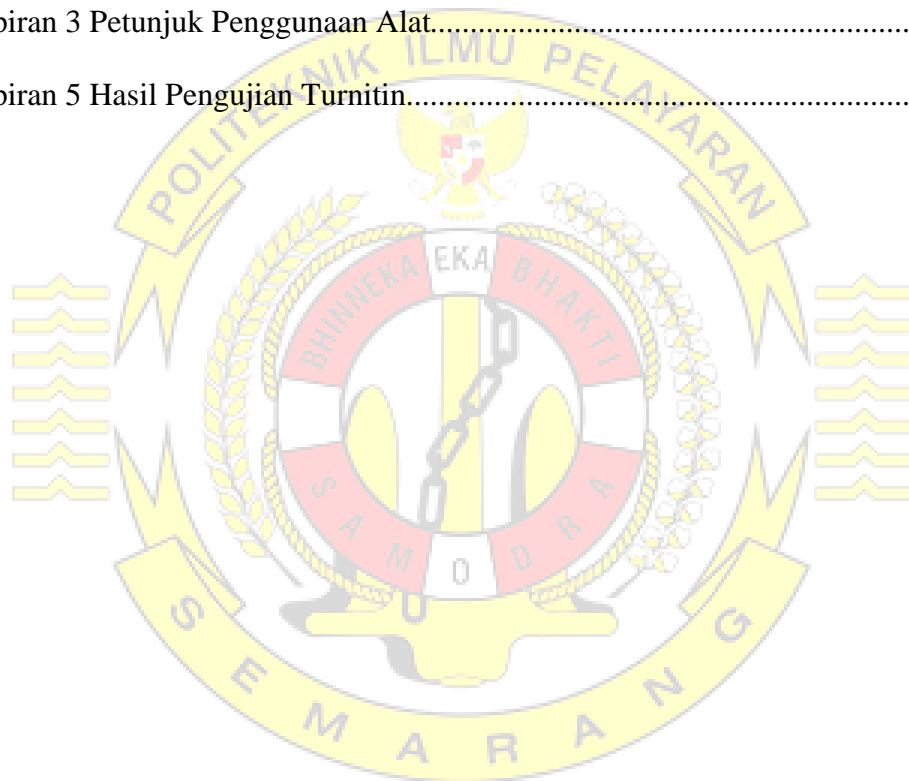 piran 3 Petunjuk Penggunaan Alat
piran 5 Hasil Pengujian Turnitin
POLITEKNIK ILMU PELAYARAN
BHINNEKA EKA BHAKTI
SAMODRA
SEMARANG